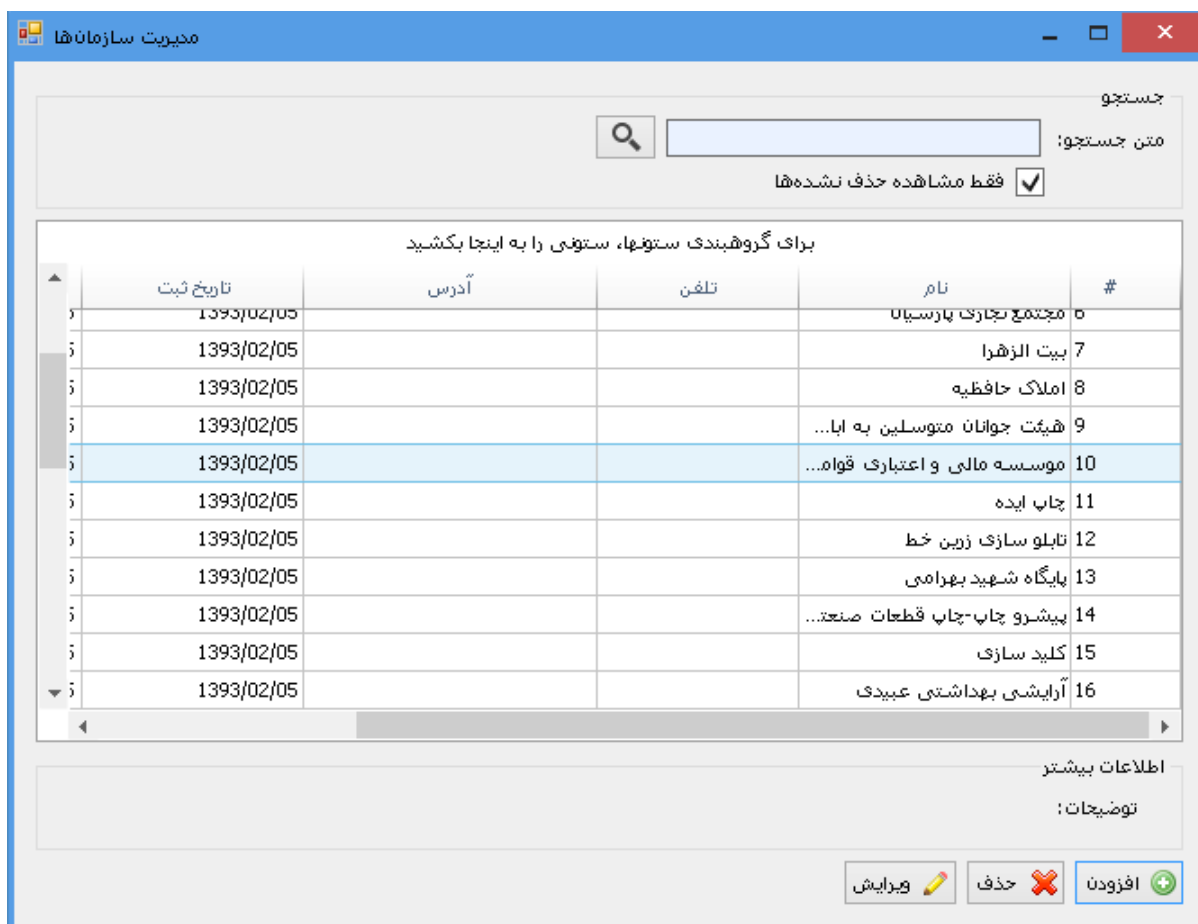 مدیریت سازمان‌ها
جستجو
متن جستجو:
فقط مشاهده حذف نشده‌ها
برای گروهبندی ستونها، ستونی را به اینجا بکشید
# نام تلفن آدرس تاریخ ثبت
6 مجتمع تجاری پارسیان 1393/02/05
7 بیت الزهرا 1393/02/05
8 املاک حافظیه 1393/02/05
9 هیئت جوانان متوسلین به ابا... 1393/02/05
10 موسسه مالی و اعتباری قوام... 1393/02/05
11 چاپ ایده 1393/02/05
12 تابلو سازی زرین خط 1393/02/05
13 پایگاه شهید بهرامی 1393/02/05
14 پیشرو چاپ-چاپ قطعات صنعتـ... 1393/02/05
15 کلید سازی 1393/02/05
16 آرایشی بهداشتی عبیدی 1393/02/05
اطلاعات بیشتر
توضیحات:
افزودن حذف ویرایش